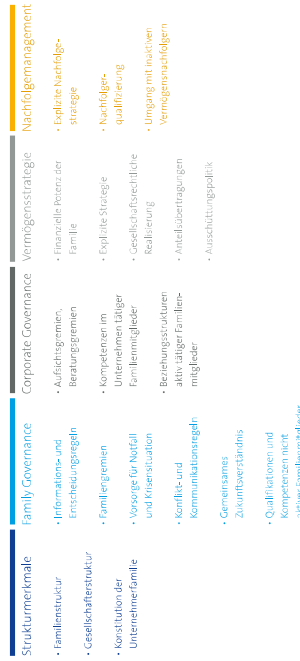 Strukturmerkmale
• Familienstruktur
• Gesellschafterstruktur
• Konstitution der
Unternehmerfamilie
Family Governance
• Informations- und
Entscheidungsregeln
• Familiengremien
• Vorsorge für Notfall
und Krisensituation
• Konflikt- und
Kommunikationsregeln
• Gemeinsames
Zukunftsverständnis
• Qualifikationen und
Kompetenzen nicht
aktiver Familienmitglieder
Corporate Governance
• Aufsichtsgremien,
Beratungsgremien
• Kompetenzen im
Unternehmen tätiger
Familienmitglieder
• Beziehungsstrukturen
aktiv tätiger Familien-
mitglieder
Vermögensstrategie
• Finanzielle Potenz der
Familie
• Explizite Strategie
• Gesellschaftsrechtliche
Realisierung
• Anteilsübertragungen
• Ausschüttungspolitik
Nachfolgemanagement
• Explizite Nachfolge-
strategie
• Nachfolger-
qualifizierung
• Umgang mit inaktiven
Vermögensnachfolgern